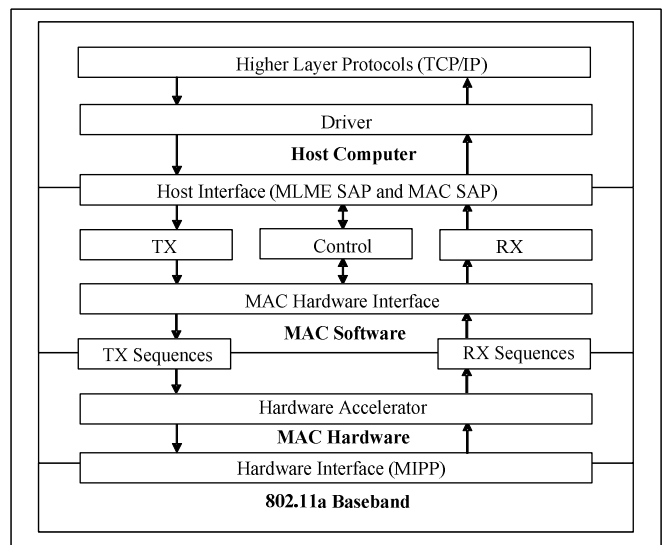 Higher Layer Protocols (TCP/IP)
Driver
Host Computer
Host Interface (MLME SAP and MAC SAP)
TX
Control
RX
MAC Hardware Interface
MAC Software
TX Sequences
RX Sequences
Hardware Accelerator
MAC Hardware
Hardware Interface (MIPP)
802.11a Baseband